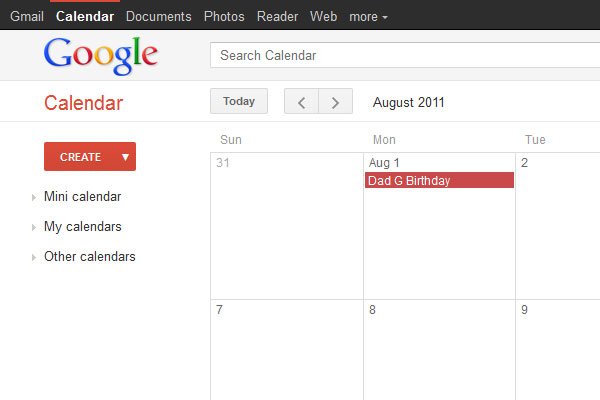 Gmail Calendar Documents Photos Reader Web more
Google
Search Calendar
Calendar
Today
August 2011
CREATE
Sun Mon Tue
31 Aug 1 2
Dad G Birthday
Mini calendar
My calendars
Other calendars
7 8 9